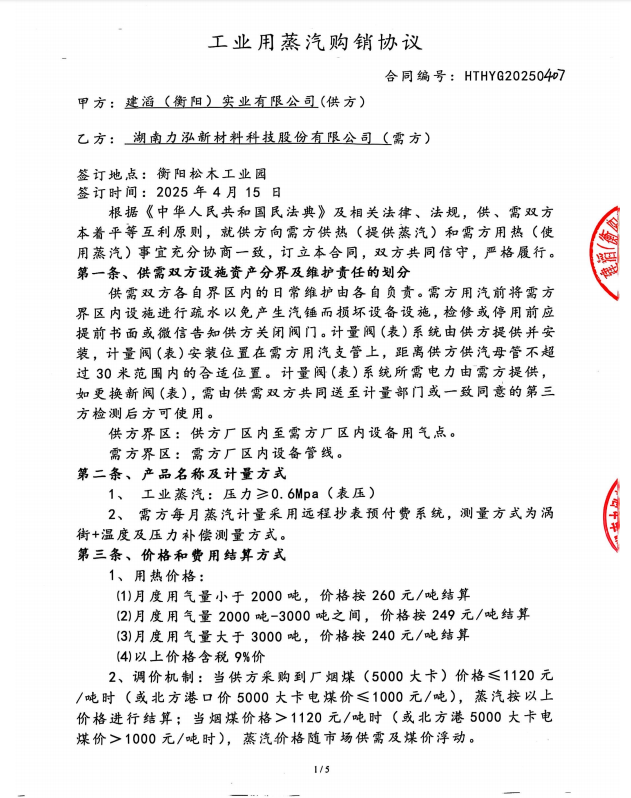 工业用蒸汽购销协议
合同编号：HTHYG20250407
甲方：建滔（衡阳）实业有限公司(供方）
乙方： 湖南力泓新材料科技股份有限公司（需方）
签订地点：衡阳松木工业园
签订时间：2025 年 4 月 15 日
根据《中华人民共和国民法典》及相关法律、法规，供、需双方
本着平等互利原则，就供方向需方供热（提供蒸汽）和需方用热（使
用蒸汽）事宜充分协商一致，订立本合同，双方共同信守，严格履行。
第一条、供需双方设施资产分界及维护责任的划分
供需双方各自界区内的日常维护由各自负责。需方用汽前将需方
界区内设施进行疏水以免产生汽锤而损坏设备设施，检修或停用前应
提前书面或微信告知供方关闭阀门。计量阀(表)系统由供方提供并安
装，计量阀(表)安装位置在需方用汽支管上，距离供方供汽母管不超
过 30 米范围内的合适位置。计量阀(表)系统所需电力由需方提供，
如更换新阀(表)，需由供需双方共同送至计量部门或一致同意的第三
方检测后方可使用。
供方界区：供方厂区内至需方厂区内设备用气点。
需方界区：需方厂区内设备管线。
第二条、产品名称及计量方式
1、 工业蒸汽：压力≥0.6Mpa（表压）
2、 需方每月蒸汽计量采用远程抄表预付费系统，测量方式为涡
街+温度及压力补偿测量方式。
第三条、价格和费用结算方式
1、用热价格：
⑴月度用气量小于 2000 吨，价格按 260 元/吨结算
⑵月度用气量 2000 吨-3000 吨之间，价格按 249 元/吨结算
⑶月度用气量大于 3000 吨，价格按 240 元/吨结算
⑷以上价格含税 9%价
2、调价机制：当供方采购到厂烟煤（5000 大卡）价格≤1120 元
/吨时（或北方港口价 5000 大卡电煤价≤1000 元/吨），蒸汽按以上
价格进行结算；当烟煤价格＞1120 元/吨时（或北方港 5000 大卡电
煤价＞1000 元/吨时），蒸汽价格随市场供需及煤价浮动。
1/5